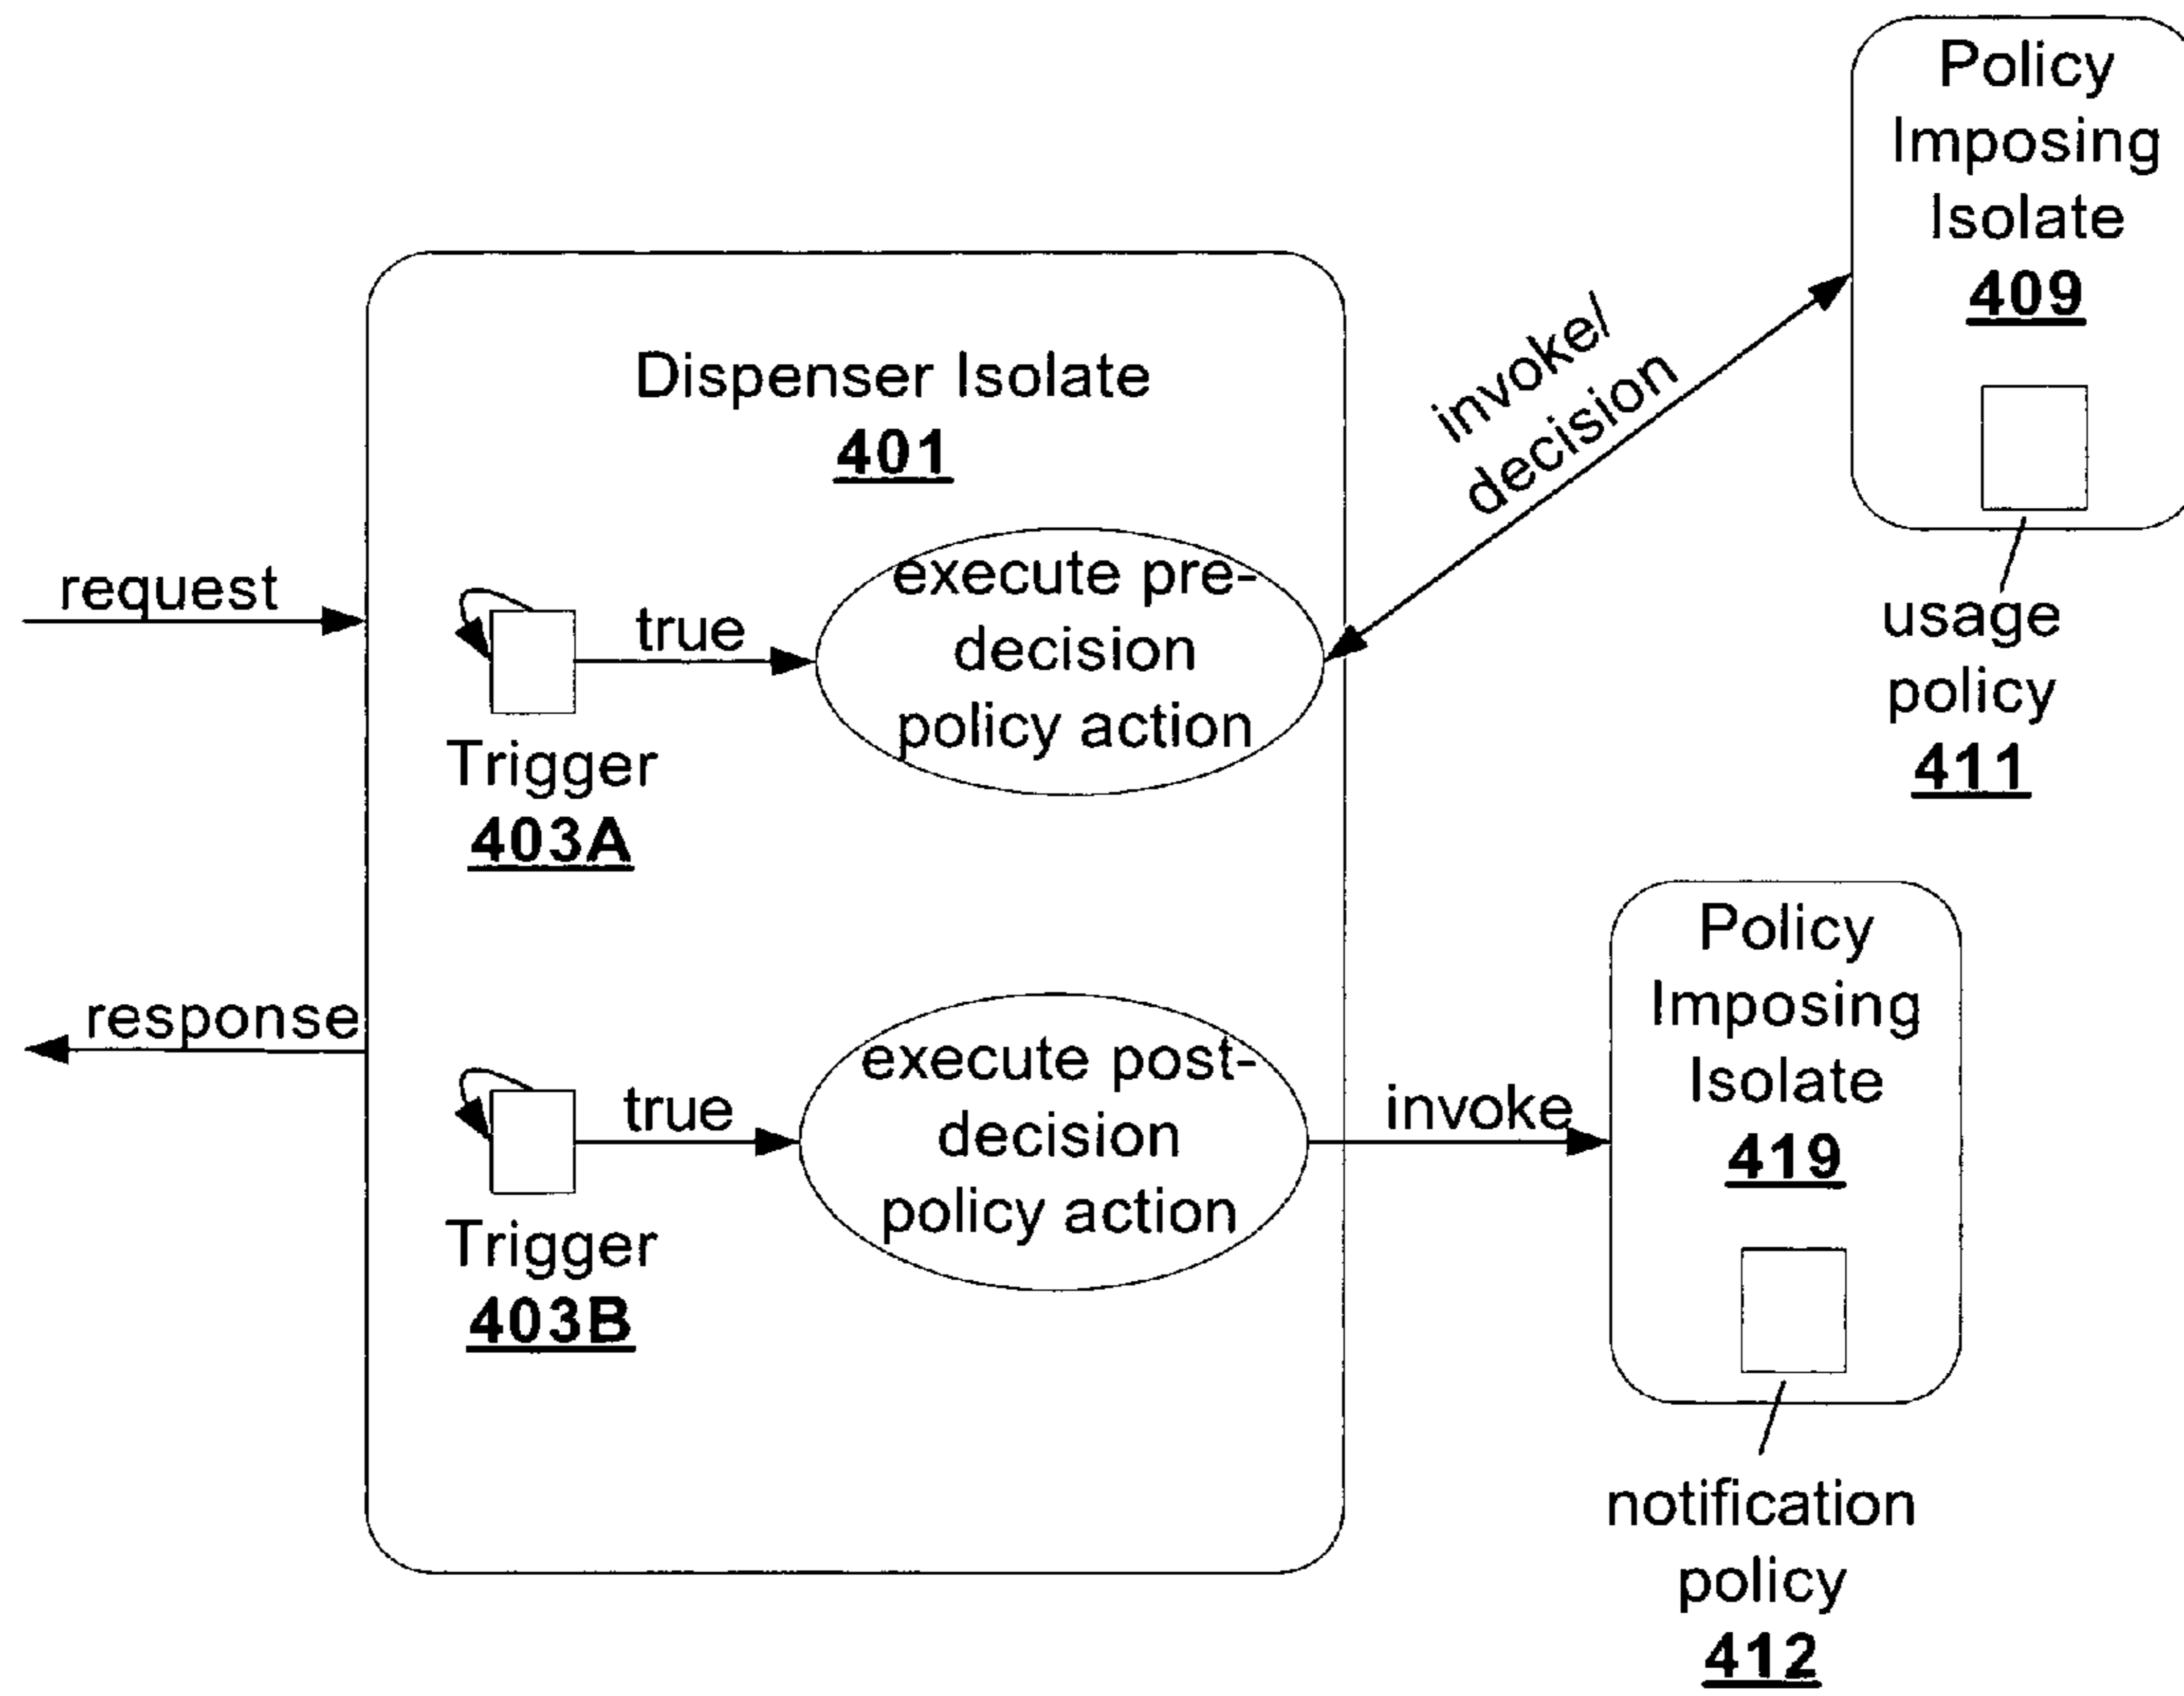 Policy
Imposing
Isolate
409
usage
policy
411
invoke/
decision
Dispenser Isolate
401
request
true
execute pre-
decision
policy action
Trigger
403A
response
true
execute post-
decision
policy action
Trigger
403B
invoke
Policy
Imposing
Isolate
419
notification
policy
412